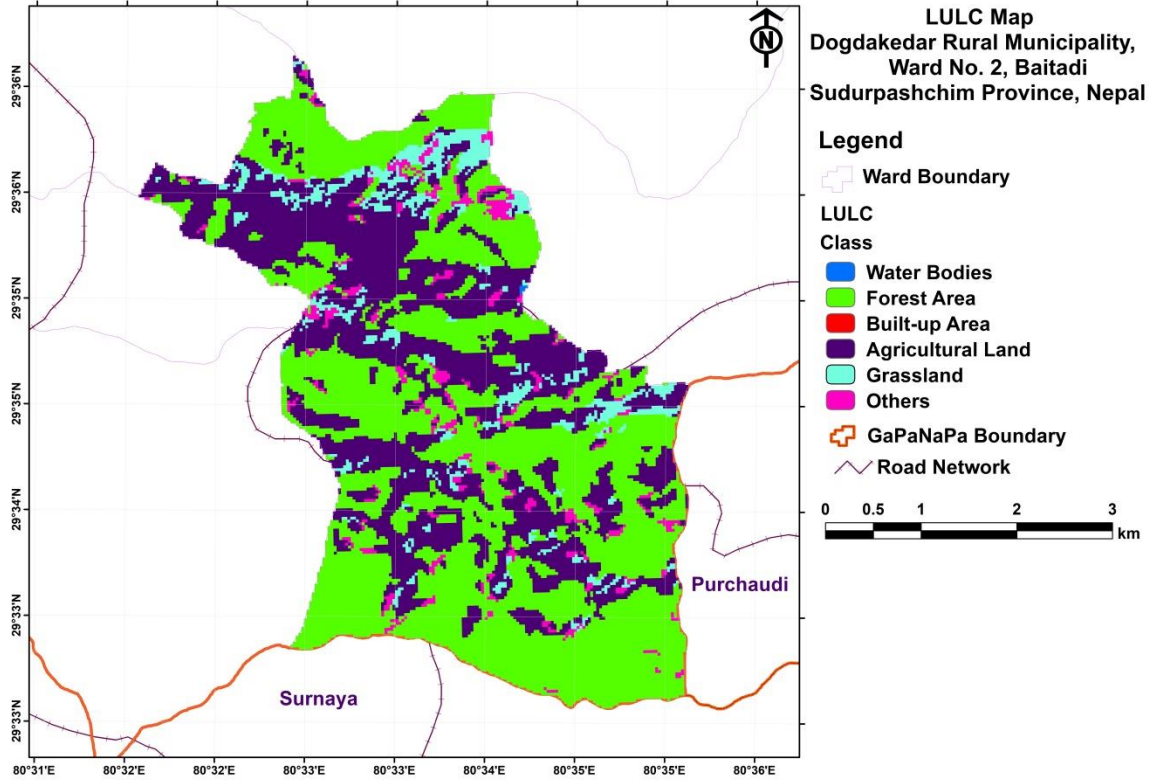 LULC Map
Dogdakedar Rural Municipality,
Ward No. 2, Baitadi
Sudurpashchim Province, Nepal
N
Legend
Ward Boundary
LULC
Class
Water Bodies
Forest Area
Built-up Area
Agricultural Land
Grassland
Others
GaPaNaPa Boundary
Road Network
0 0.5 1 2 3
km
29°36'N
29°36'N
29°35'N
29°35'N
29°34'N
29°33'N
29°33'N
Purchaudi
Surnaya
80°31'E 80°32'E 80°32'E 80°33'E 80°33'E 80°34'E 80°35'E 80°35'E 80°36'E